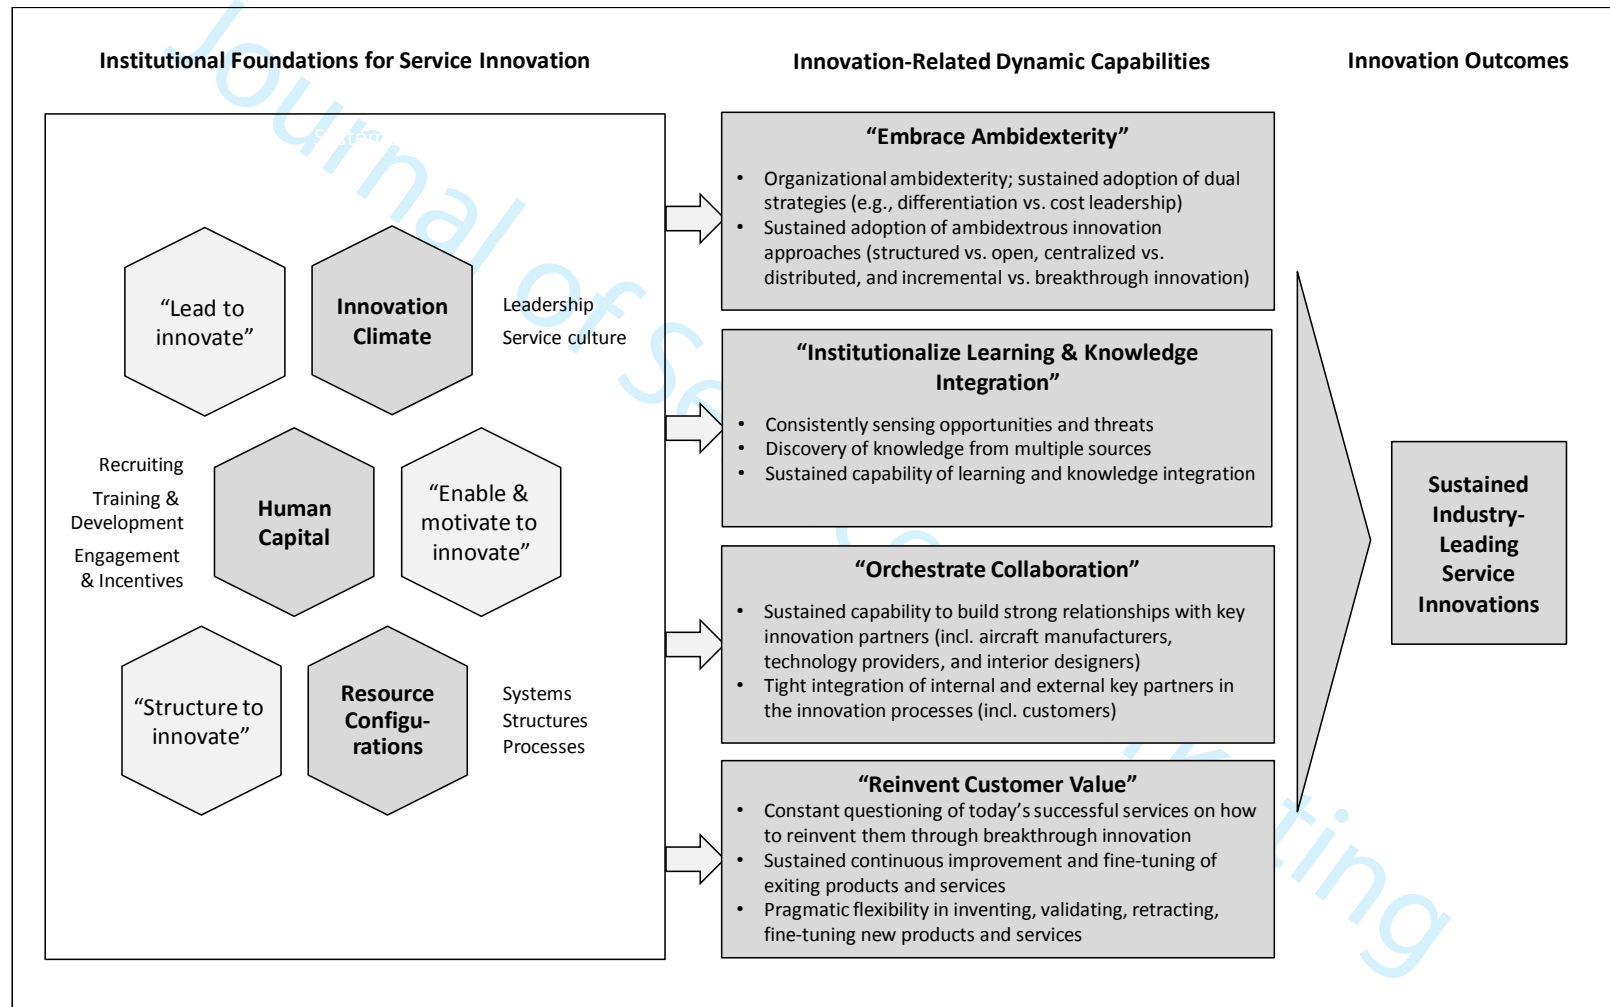 Institutional Foundations for Service Innovation
Innovation-Related Dynamic Capabilities
Innovation Outcomes
System
“Lead to
innovate”
Innovation
Climate
Leadership
Service culture
Recruiting
Training &
Development
Engagement
& Incentives
Human
Capital
“Enable &
motivate to
innovate”
“Structure to
innovate”
Resource
Configu-
rations
Systems
Structures
Processes
“Embrace Ambidexterity”
• Organizational ambidexterity; sustained adoption of dual
strategies (e.g., differentiation vs. cost leadership)
• Sustained adoption of ambidextrous innovation
approaches (structured vs. open, centralized vs.
distributed, and incremental vs. breakthrough innovation)
“Institutionalize Learning & Knowledge
Integration”
• Consistently sensing opportunities and threats
• Discovery of knowledge from multiple sources
• Sustained capability of learning and knowledge integration
“Orchestrate Collaboration”
• Sustained capability to build strong relationships with key
innovation partners (incl. aircraft manufacturers,
technology providers, and interior designers)
• Tight integration of internal and external key partners in
the innovation processes (incl. customers)
“Reinvent Customer Value”
• Constant questioning of today’s successful services on how
to reinvent them through breakthrough innovation
• Sustained continuous improvement and fine-tuning of
exiting products and services
• Pragmatic flexibility in inventing, validating, retracting,
fine-tuning new products and services
Sustained
Industry-
Leading
Service
Innovations
Journal of